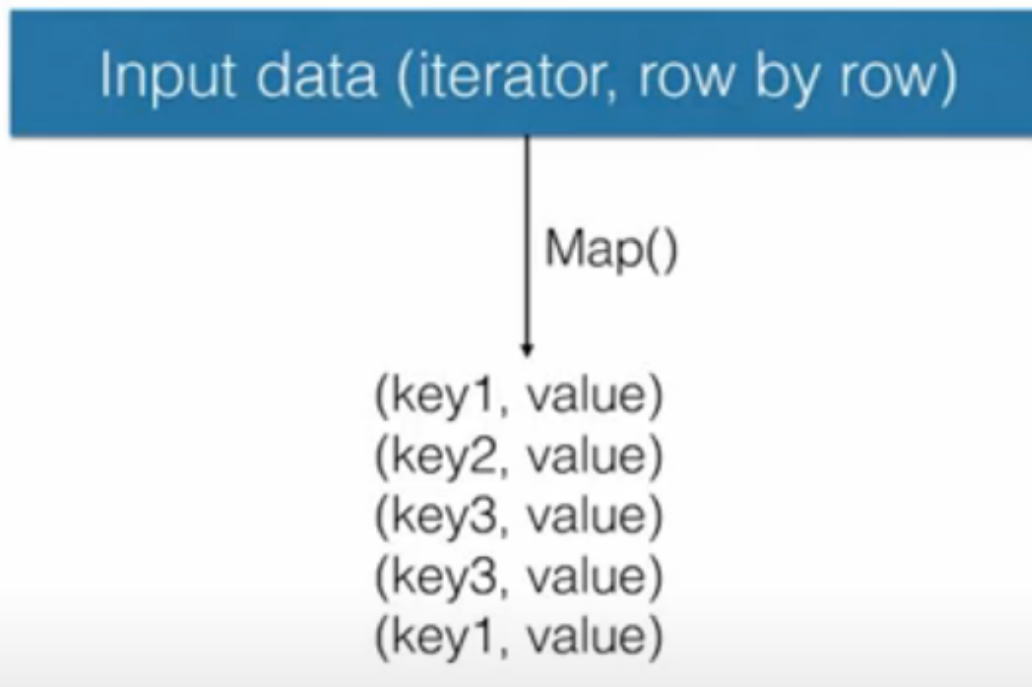 Input data (iterator, row by row)
Map()
(key1, value)
(key2, value)
(key3, value)
(key3, value)
(key1, value)